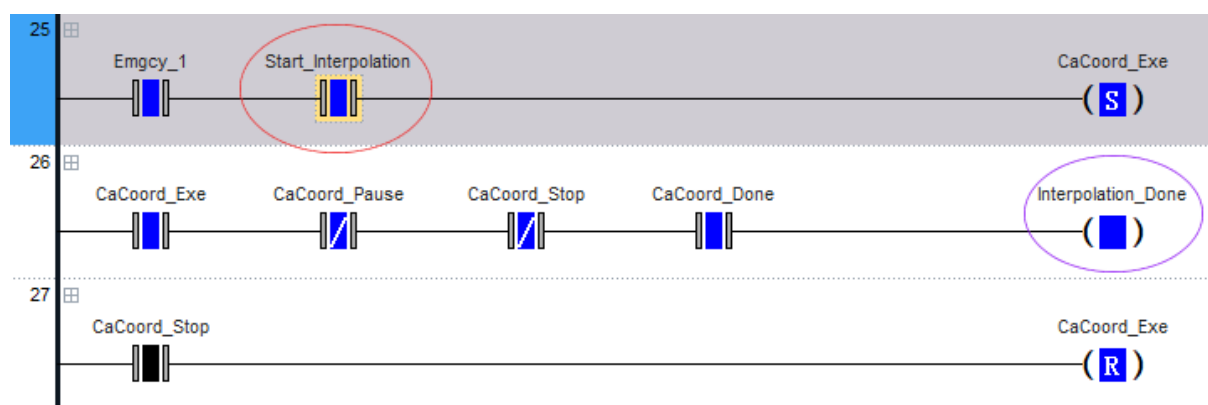 25
Emgcy_1 Start_Interpolation CaCoord_Exe
S
26
CaCoord_Exe CaCoord_Pause CaCoord_Stop CaCoord_Done Interpolation_Done
27
CaCoord_Stop CaCoord_Exe
R